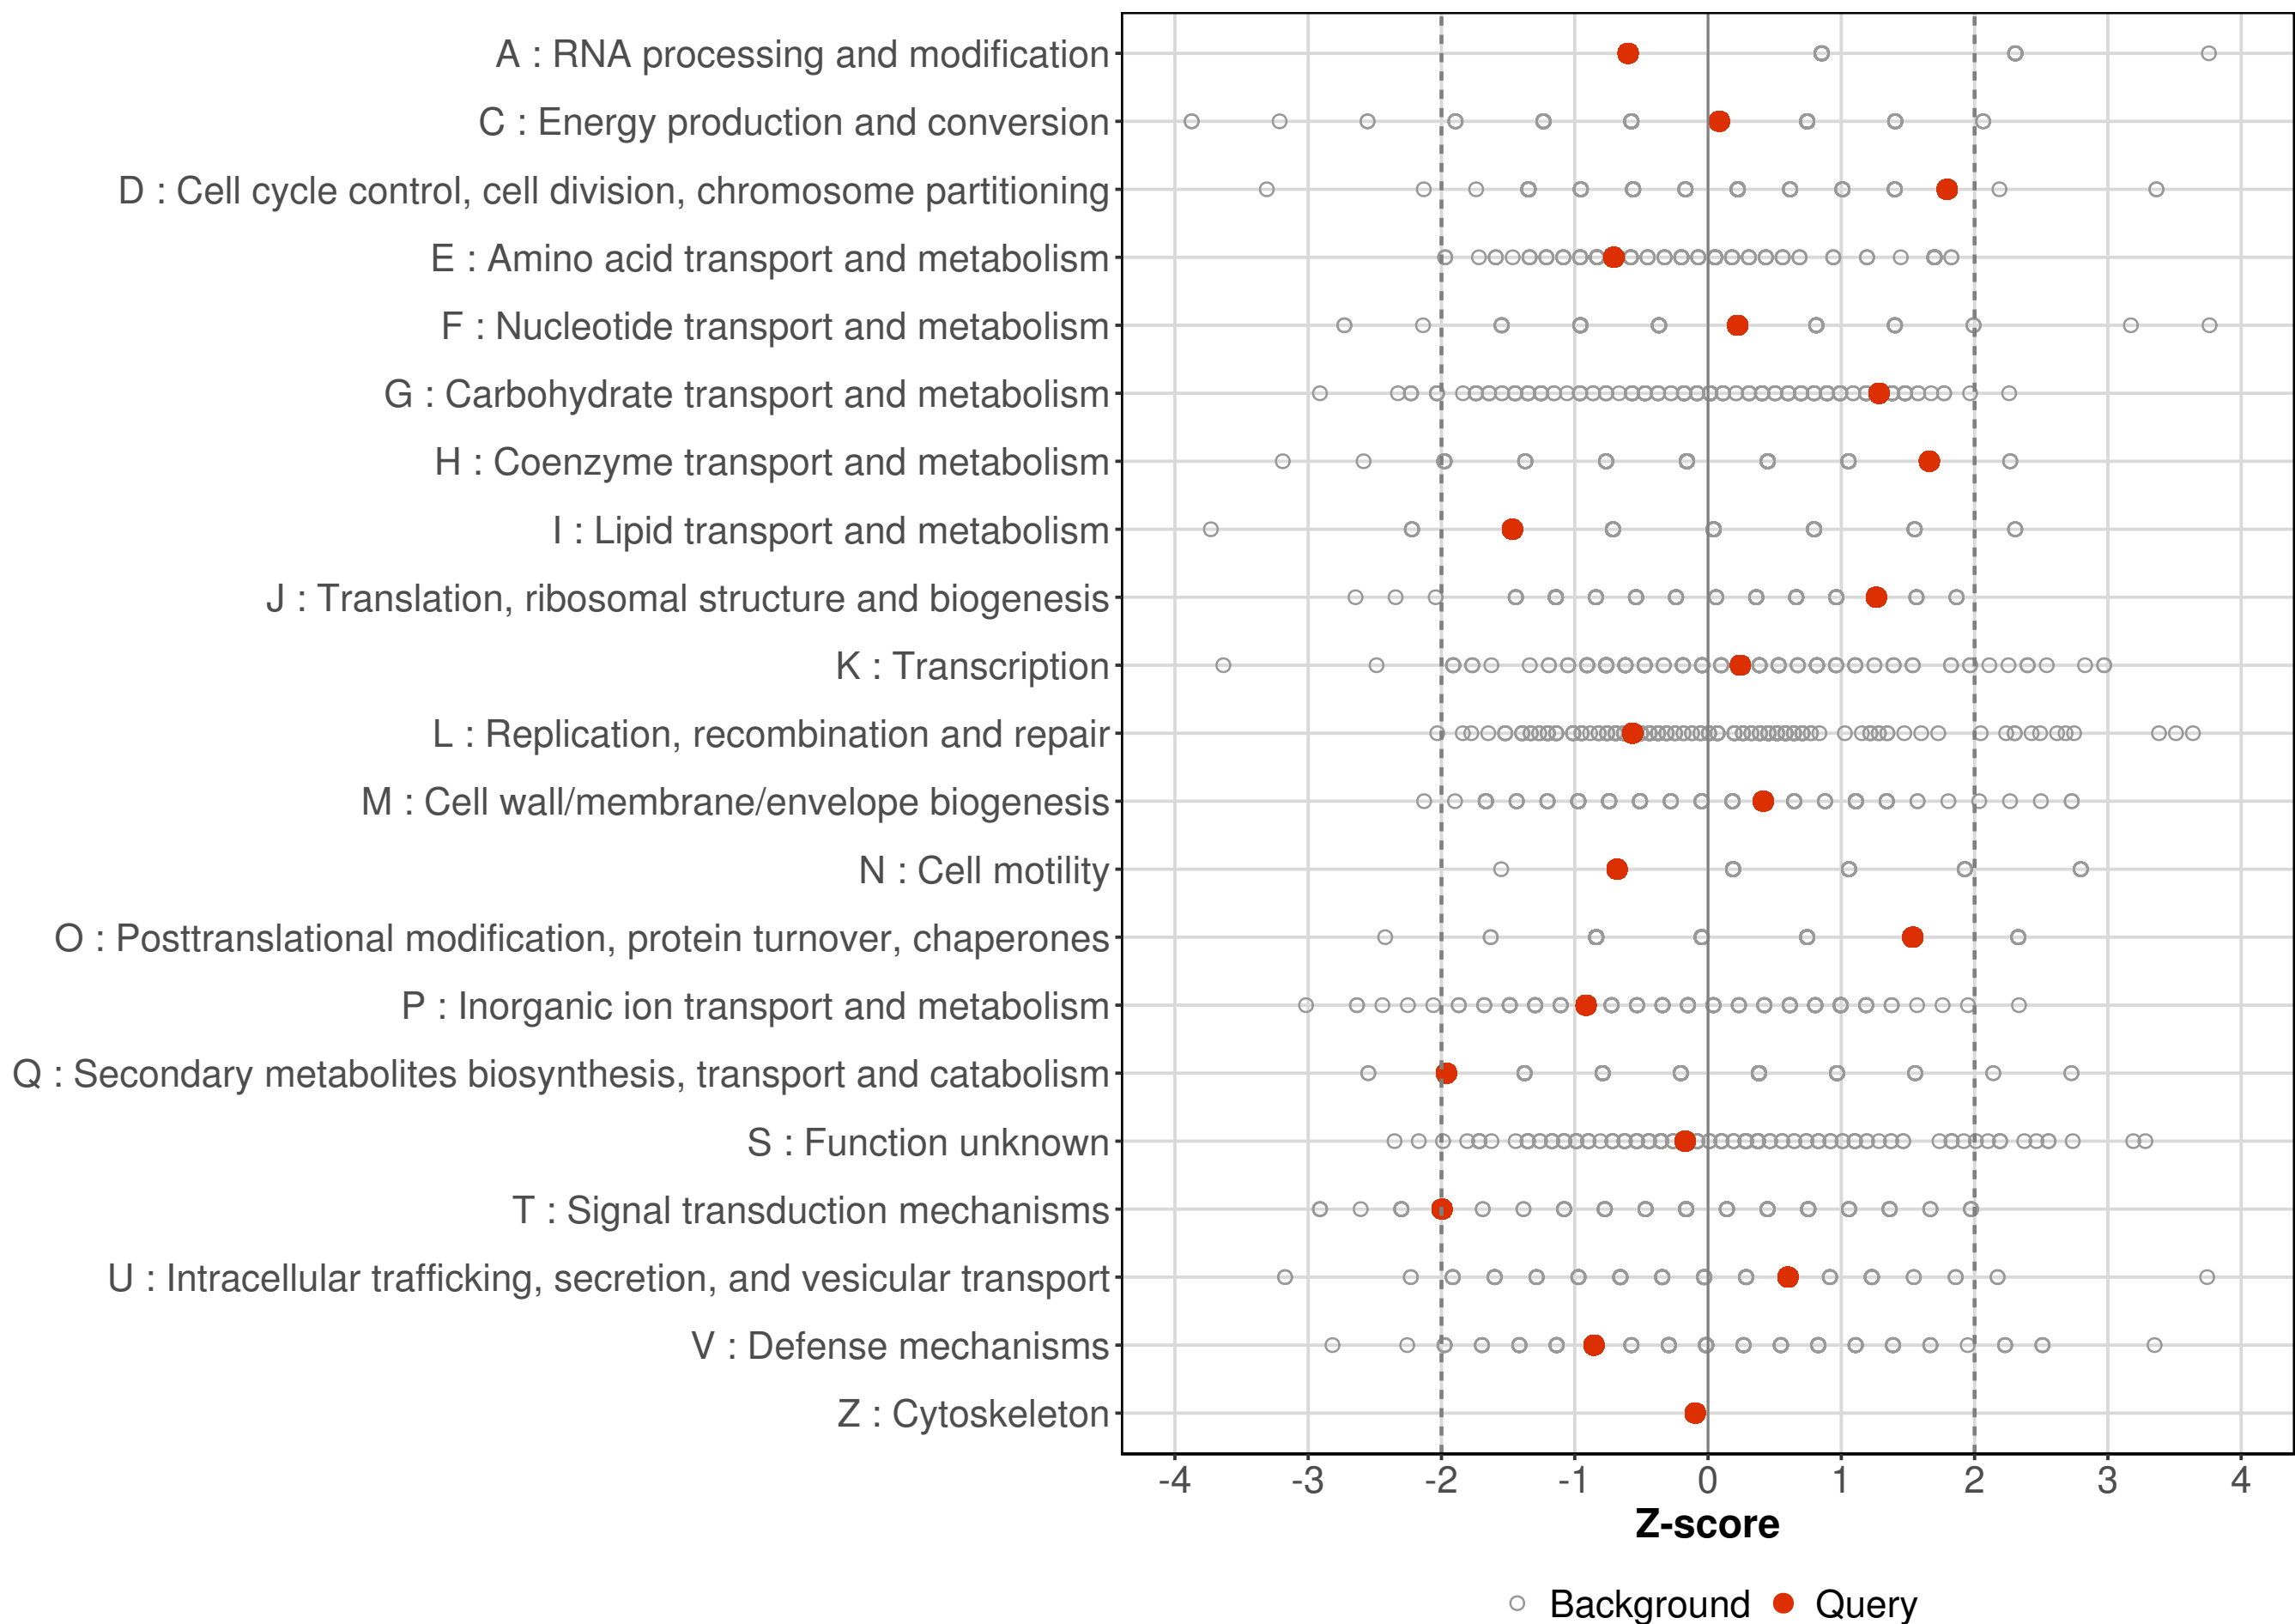 A : RNA processing and modification
C : Energy production and conversion
D : Cell cycle control, cell division, chromosome partitioning
E : Amino acid transport and metabolism
F : Nucleotide transport and metabolism
G : Carbohydrate transport and metabolism
H : Coenzyme transport and metabolism
I : Lipid transport and metabolism
J : Translation, ribosomal structure and biogenesis
K : Transcription
L : Replication, recombination and repair
M : Cell wall/membrane/envelope biogenesis
N : Cell motility
O : Posttranslational modification, protein turnover, chaperones
P : Inorganic ion transport and metabolism
Q : Secondary metabolites biosynthesis, transport and catabolism
S : Function unknown
T : Signal transduction mechanisms
U : Intracellular trafficking, secretion, and vesicular transport
V : Defense mechanisms
Z : Cytoskeleton
-4 -3 -2 -1 0 1 2 3 4
Z-score
Background Query